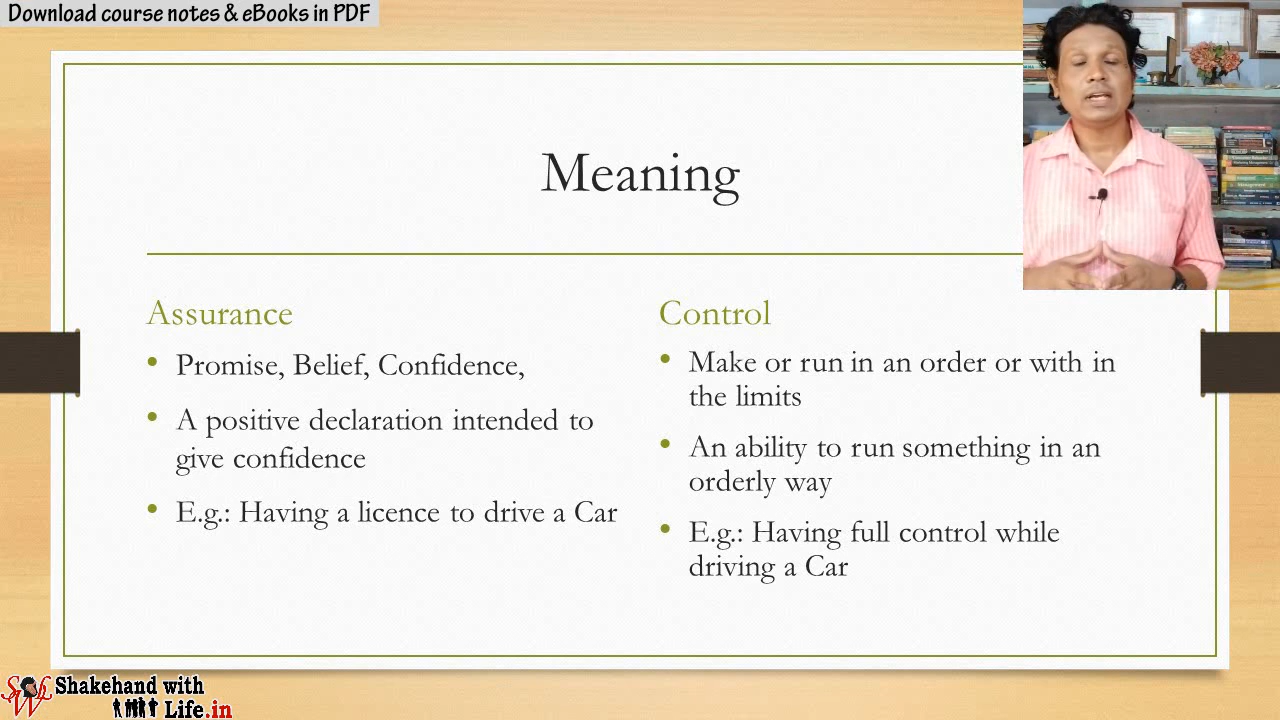 Download course notes & eBooks in PDF
Meaning
Assurance
• Promise, Belief, Confidence,
• A positive declaration intended to
give confidence
• E.g.: Having a licence to drive a Car
Control
• Make or run in an order or with in
the limits
• An ability to run something in an
orderly way
• E.g.: Having full control while
driving a Car
Shakehand with
Life.in